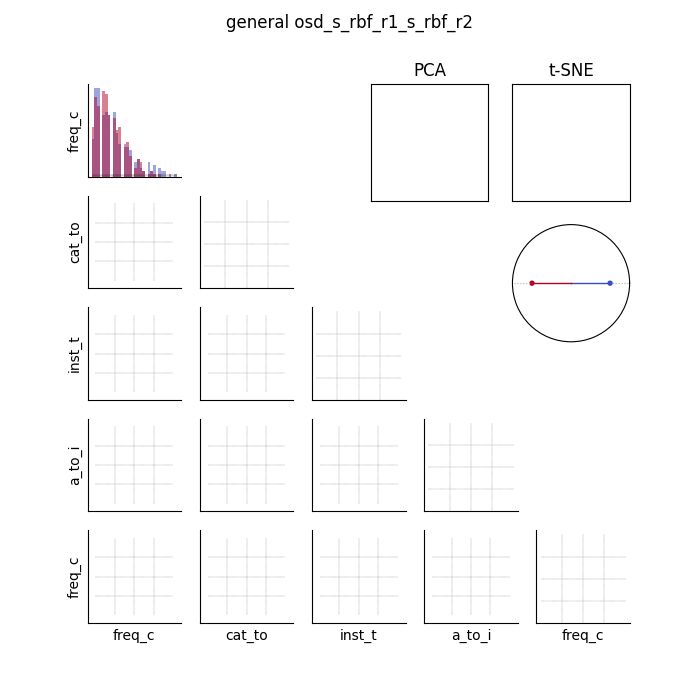 general osd_s_rbf_r1_s_rbf_r2
PCA
t-SNE
freq_c
cat_to
inst_t
a_to_i
freq_c
freq_c
cat_to
inst_t
a_to_i
freq_c